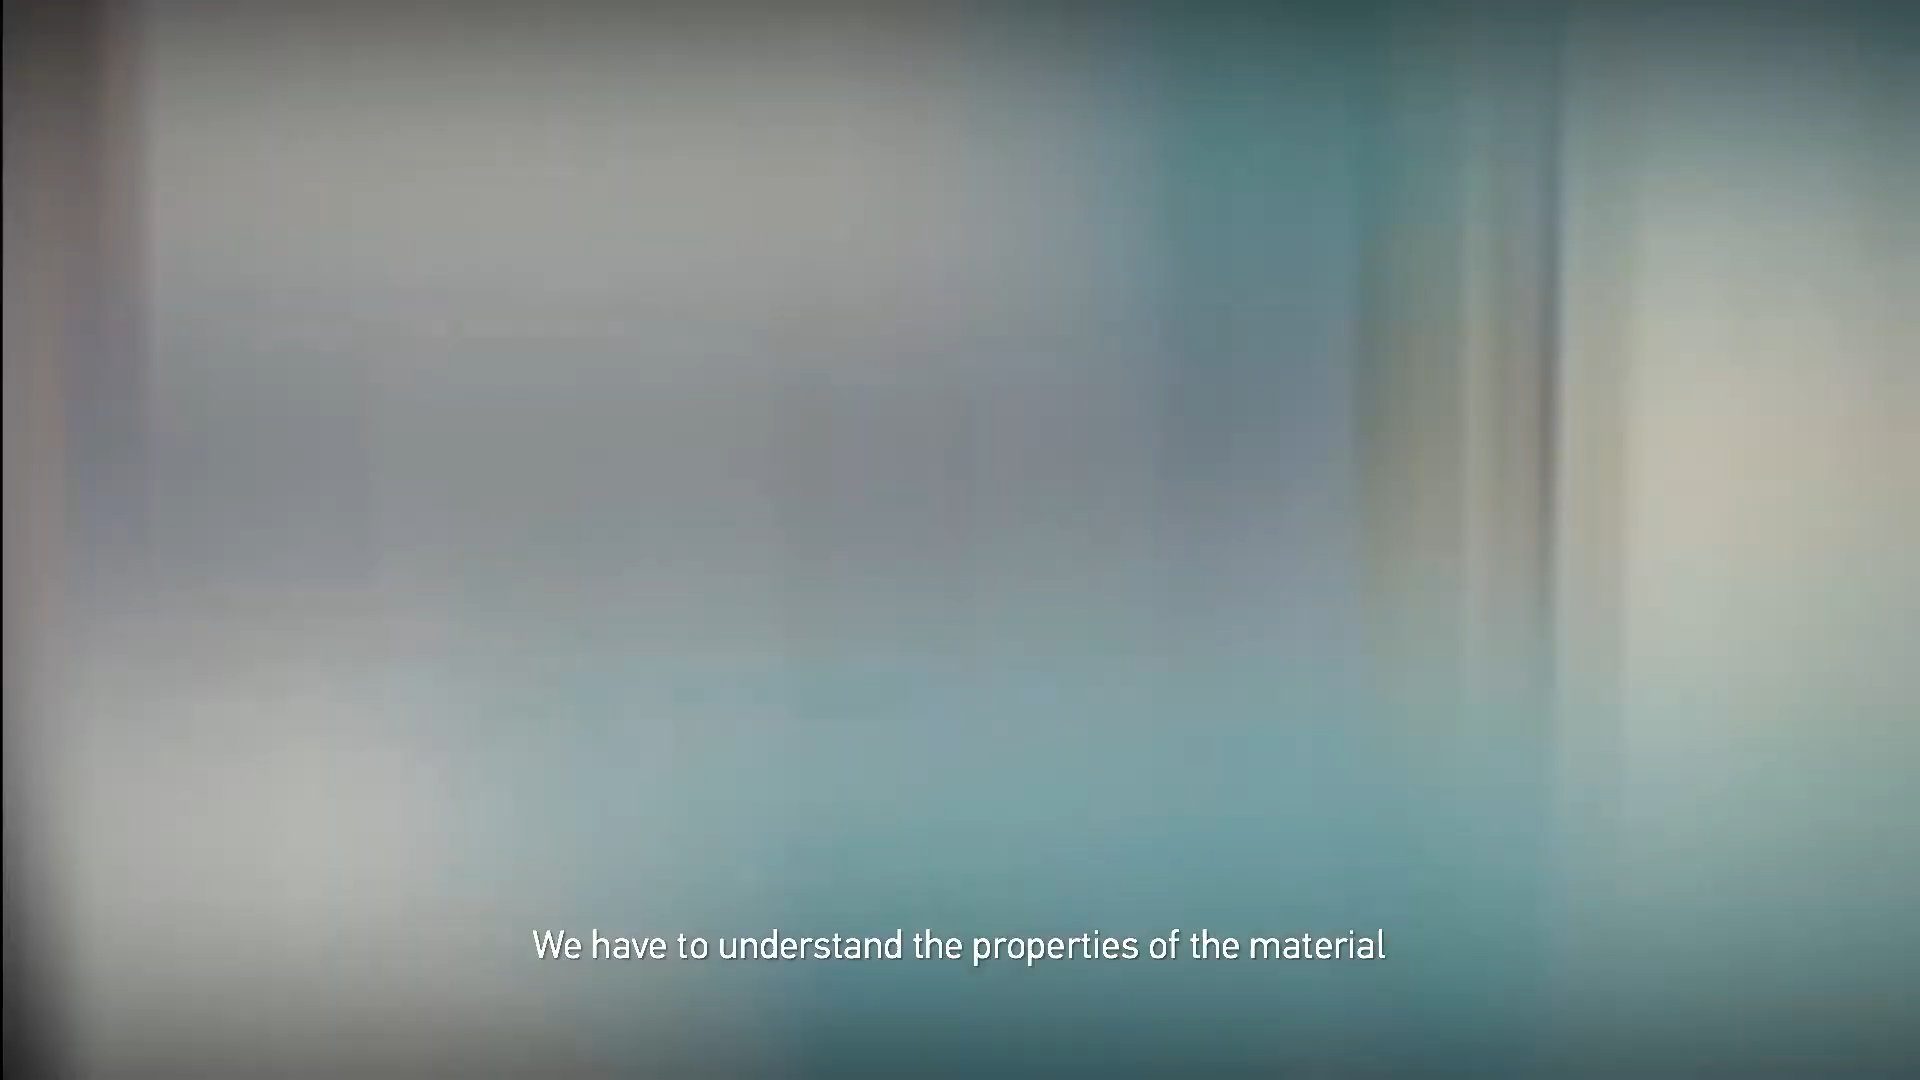 We have to understand the properties of the material